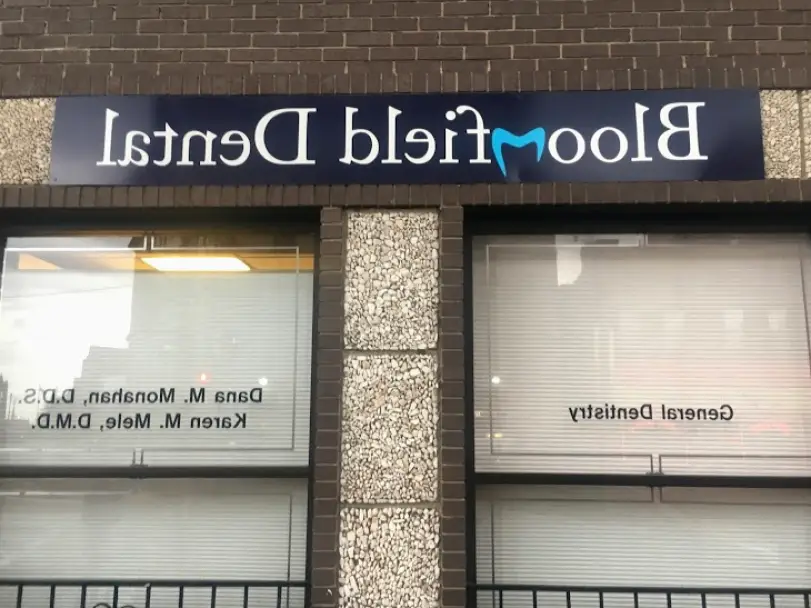 Bloomfield Dental
Dana M. Monahan, D.D.S.
Karen M. Mele, D.M.D.
General Dentistry